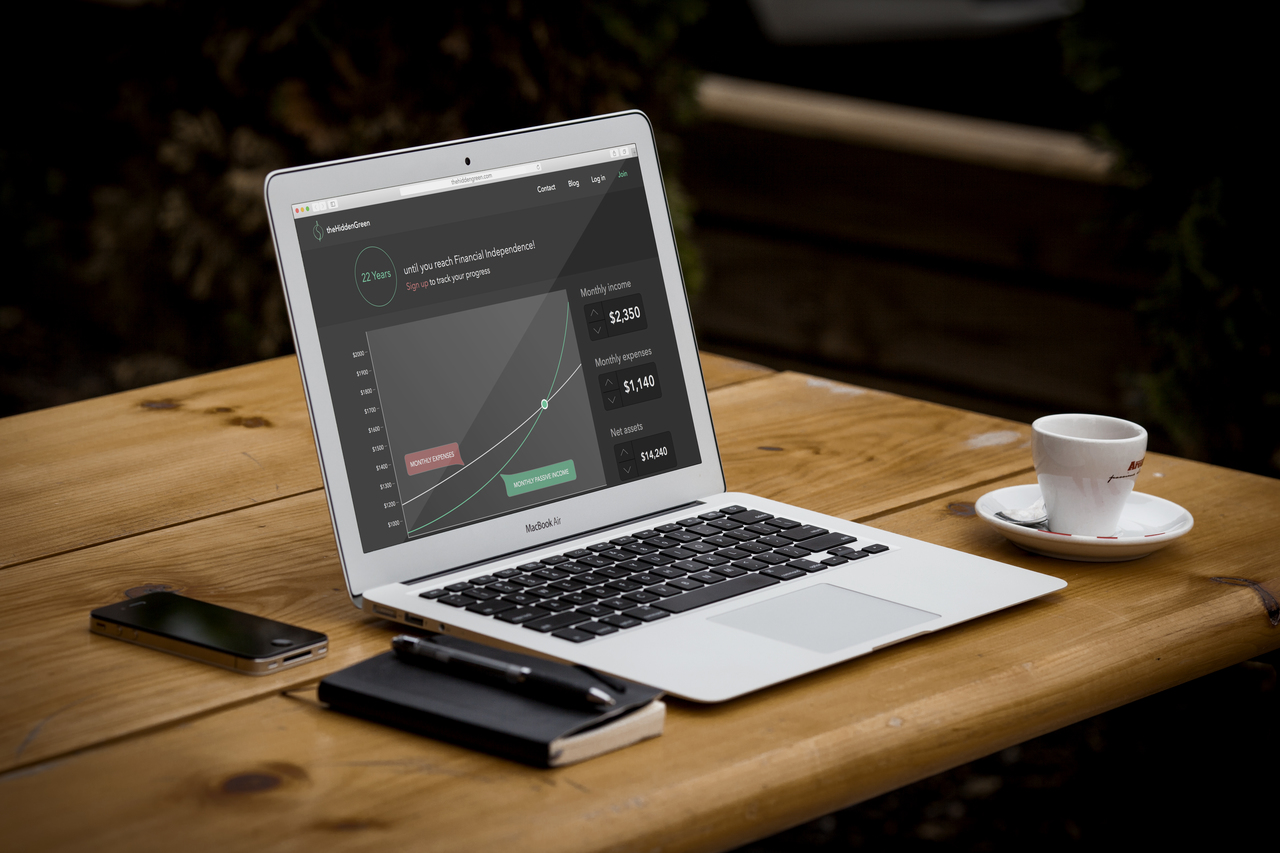 thehiddengreen.com
Contact Blog Log in Join
theHiddenGreen
22 Years
until you reach Financial Independence!
Sign up to track your progress
$2000
$1900
$1800
$1700
$1600
$1500
$1400
$1300
$1200
$1000
MONTHLY EXPENSES
MONTHLY PASSIVE INCOME
Monthly income
$2,350
Monthly expenses
$1,140
Net assets
$14,240
MacBook Air